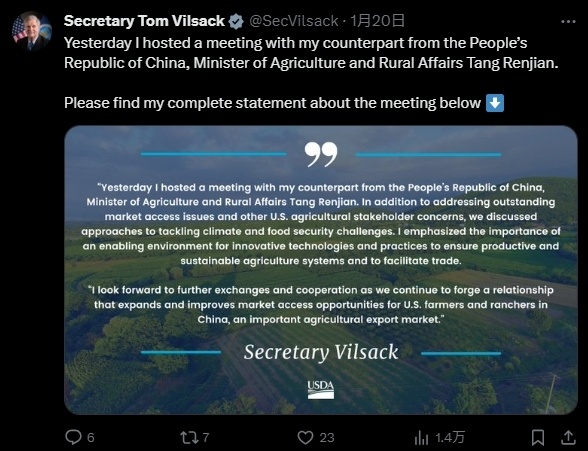 Secretary Tom Vilsack @SecVilsack · 1月20日
Yesterday I hosted a meeting with my counterpart from the People’s
Republic of China, Minister of Agriculture and Rural Affairs Tang Renjian.
Please find my complete statement about the meeting below ⬇️
"Yesterday I hosted a meeting with my counterpart from the People's Republic of China,
Minister of Agriculture and Rural Affairs Tang Renjian. In addition to addressing outstanding
market access issues and other U.S. agricultural stakeholder concerns, we discussed
approaches to tackling climate and food security challenges. I emphasized the importance of
an enabling environment for innovative technologies and practices to ensure productive and
sustainable agriculture systems and to facilitate trade.
"I look forward to further exchanges and cooperation as we continue to forge a relationship
that expands and improves market access opportunities for U.S. farmers and ranchers in
China, an important agricultural export market."
Secretary Vilsack
USDA
6 7 23 1.4万